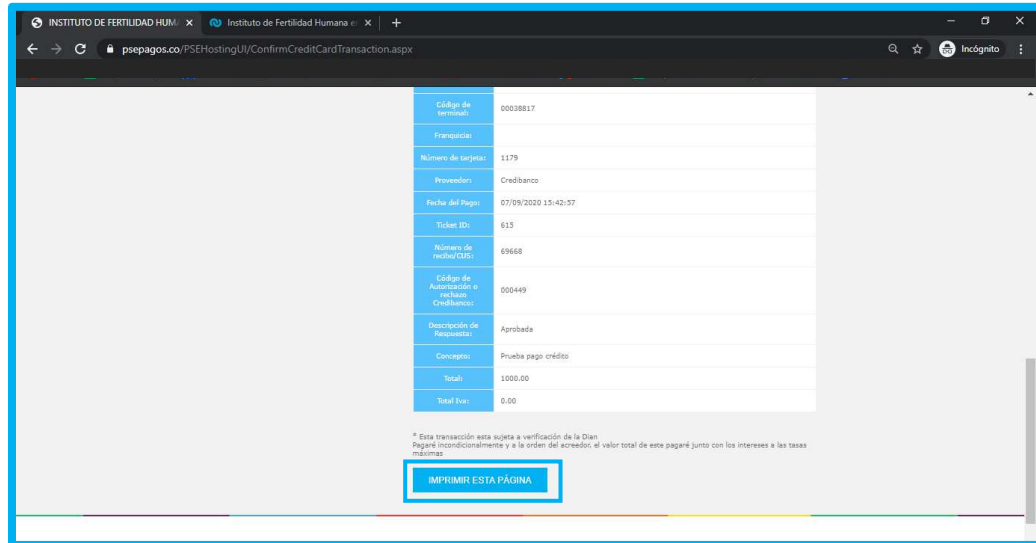 INSTITUTO DE FERTILIDAD HUM
Instituto de Fertilidad Humana e
psepagos.co/PSEHostingUI/ConfirmCreditCardTransaction.aspx
Incógnito
Código de
terminal:
00038817
Franquicia:
Número de tarjeta:
1179
Proveedor:
Credibanco
Fecha del Pago:
07/09/2020 15:42:57
Ticket ID:
615
Número de
recibo/CUS:
69668
Código de
Autorización o
rechazo
Credibanco:
000449
Descripción de
Respuesta:
Aprobada
Concepto:
Prueba pago crédito
Total:
1000.00
Total Iva:
0.00
* Esta transacción esta sujeta a verificación de la Dian
Pagaré incondicionalmente y a la orden del acreedor, el valor total de este pagaré junto con los intereses a las tasas
máximas
IMPRIMIR ESTA PÁGINA